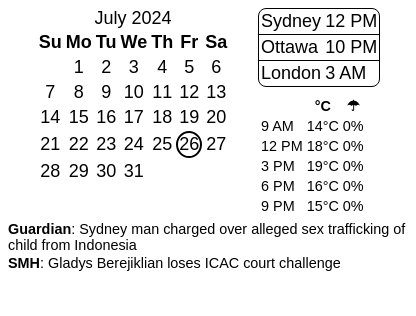 July 2024
Su Mo Tu We Th Fr Sa
1 2 3 4 5 6
7 8 9 10 11 12 13
14 15 16 17 18 19 20
21 22 23 24 25 26 27
28 29 30 31
Sydney 12 PM
Ottawa 10 PM
London 3 AM
°C ☂
9 AM 14°C 0%
12 PM 18°C 0%
3 PM 19°C 0%
6 PM 16°C 0%
9 PM 15°C 0%
Guardian: Sydney man charged over alleged sex trafficking of
child from Indonesia
SMH: Gladys Berejiklian loses ICAC court challenge